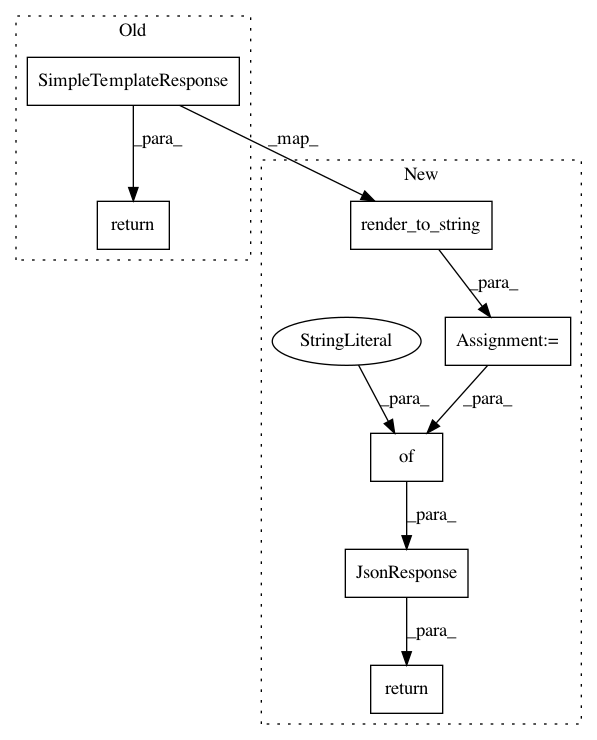 Old
SimpleTemplateResponse
_para_
_map_
New
return
render_to_string
_para_
StringLiteral
Assignment:=
_para_
_para_
of
_para_
JsonResponse
_para_
return